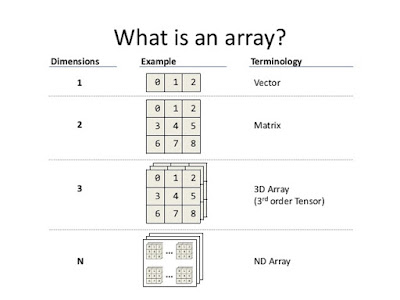 What is an array?
Dimensions Example Terminology
1 0 1 2 Vector
0 1 2
2 3 4 5 Matrix
6 7 8
0 1 2
3 3 4 5 3D Array
(3rd order Tensor)
6 7 8
N ... ND Array
...